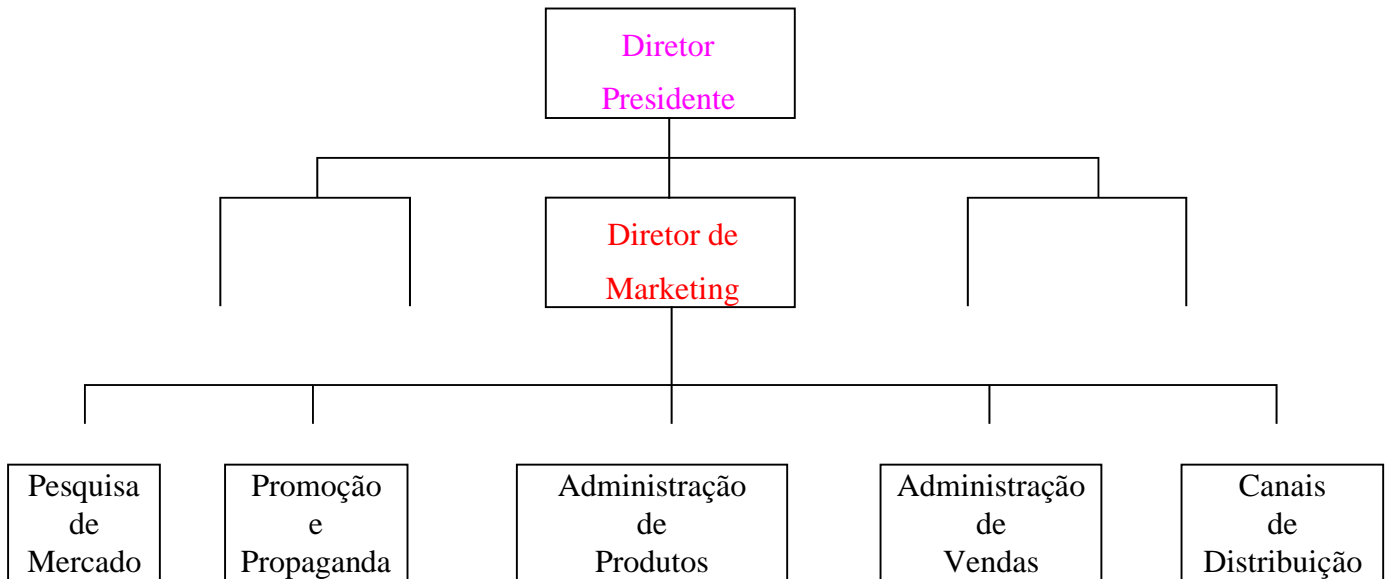 Diretor
Presidente
Diretor de
Marketing
Pesquisa
de
Mercado
Promoção
e
Propaganda
Administração
de
Produtos
Administração
de
Vendas
Canais
de
Distribuição